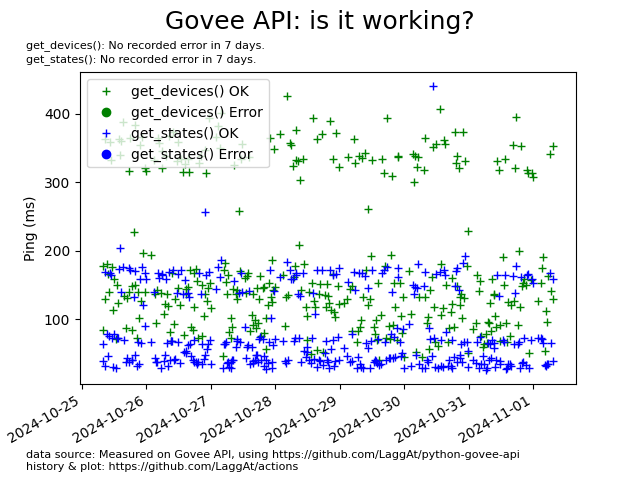 Govee API: is it working?
get_devices(): No recorded error in 7 days.
get_states(): No recorded error in 7 days.
get_devices() OK
get_devices() Error
get_states() OK
get_states() Error
400
300
200
100
Ping (ms)
2024-10-25
2024-10-26
2024-10-27
2024-10-28
2024-10-29
2024-10-30
2024-10-31
2024-11-01
data source: Measured on Govee API, using https://github.com/LaggAt/python-govee-api
history & plot: https://github.com/LaggAt/actions